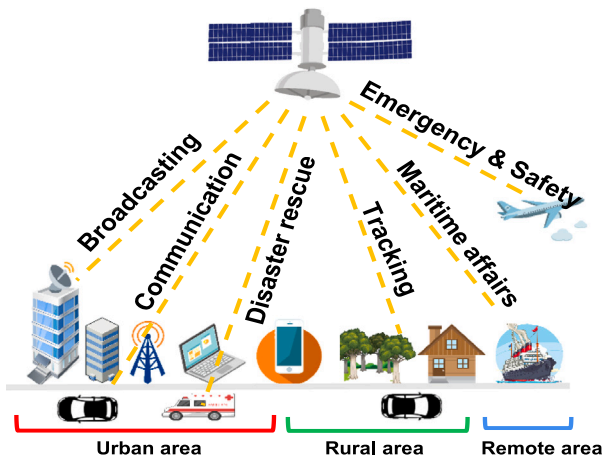 Broadcasting
Communication
Disaster rescue
Tracking
Maritime affairs
Emergency & Safety
Urban area
Rural area
Remote area